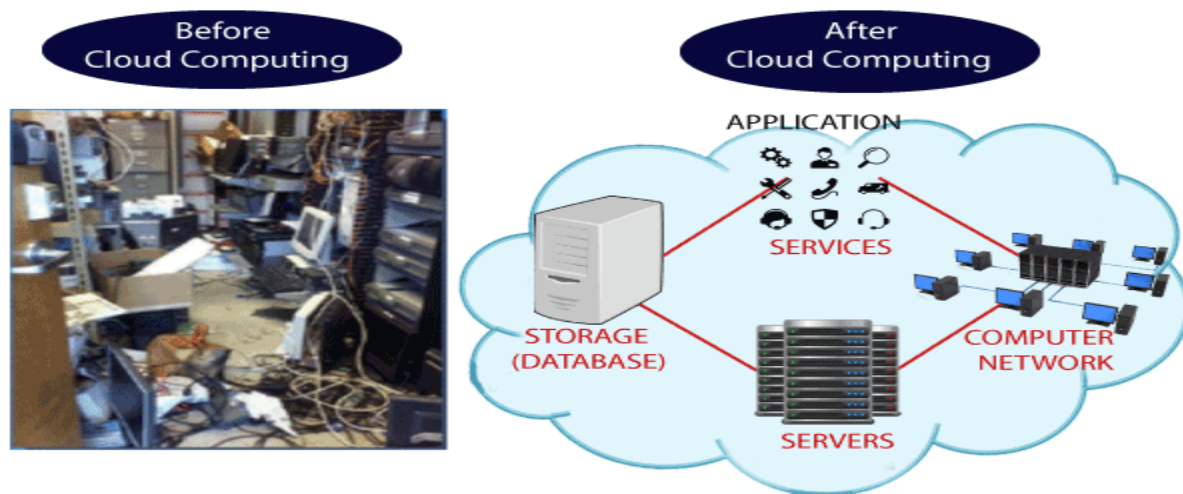 Before
Cloud Computing
After
Cloud Computing
APPLICATION
SERVICES
STORAGE
(DATABASE)
COMPUTER
NETWORK
SERVERS